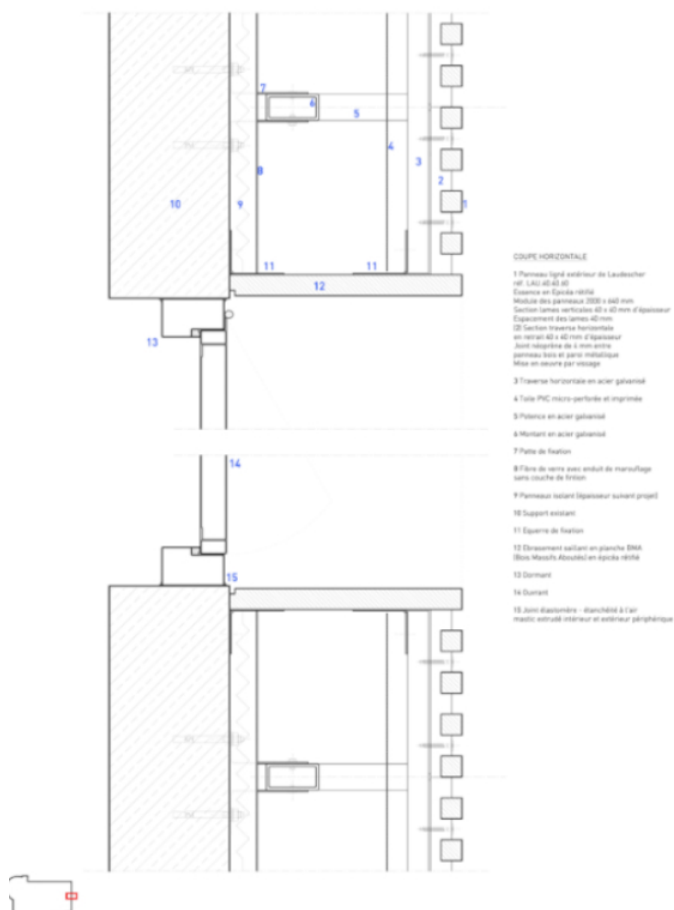 7
6
5
4
3
8
2
10
9
1
11
11
12
13
14
15
COUPE HORIZONTALE
1 Panneau ligné extérieur de Laudescher
réf. LAU.40.60.40
Essence en Épicéa rétifié
Module des panneaux 2000 x 640 mm
Section lames verticales 40 x 40 mm d'épaisseur
Espacement des lames 40 mm
(2) Section traverse horizontale
en retrait 40 x 40 mm d'épaisseur
Joint néoprène de 4 mm entre
panneau bois et paroi métallique
Mise en oeuvre par vissage
3 Traverse horizontale en acier galvanisé
4 Toile PVC micro-perforée et imprimée
5 Potence en acier galvanisé
6 Montant en acier galvanisé
7 Patte de fixation
8 Fibre de verre avec enduit de marouflage
sans couche de finition
9 Panneaux isolant (épaisseur suivant projet)
10 Support existant
11 Équerre de fixation
12 Ébrasement saillant en planche BMA
(Bois Massifs Aboutés) en épicéa rétifié
13 Dormant
14 Ouvrant
15 Joint élastomère - étanchéité à l'air
mastic extrudé intérieur et extérieur périphérique